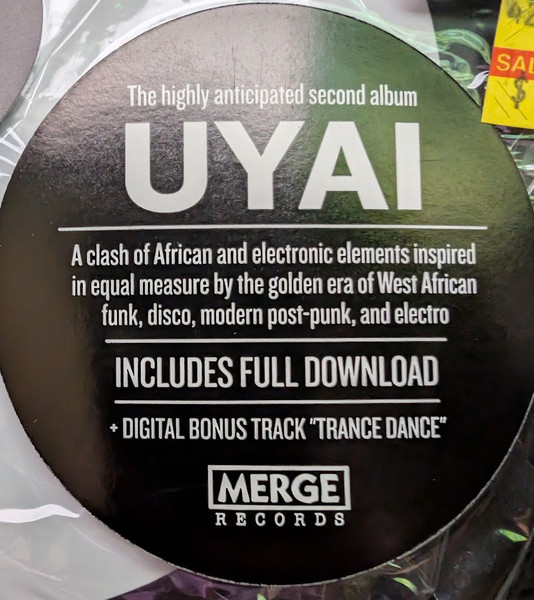 The highly anticipated second album
UYAI
A clash of African and electronic elements inspired
in equal measure by the golden era of West African
funk, disco, modern post-punk, and electro
INCLUDES FULL DOWNLOAD
+ DIGITAL BONUS TRACK "TRANCE DANCE"
MERGE
RECORDS
$